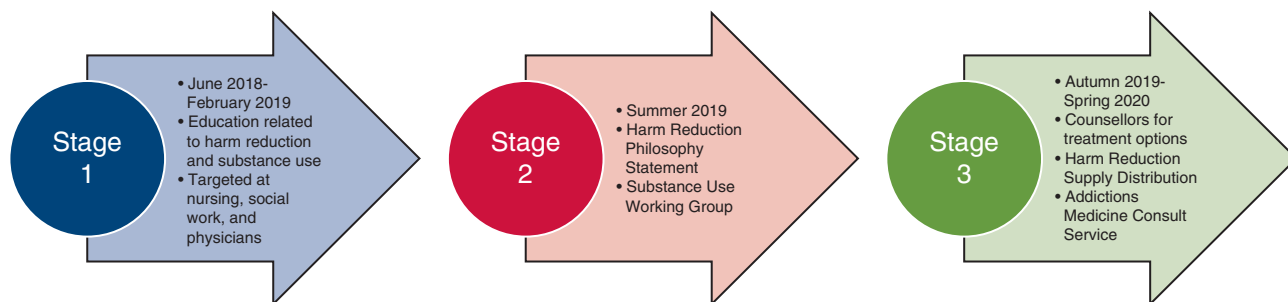 Stage
1
• June 2018-
February 2019
• Education related
to harm reduction
and substance use
• Targeted at
nursing, social
work, and
physicians
Stage
2
• Summer 2019
• Harm Reduction
Philosophy
Statement
• Substance Use
Working Group
Stage
3
• Autumn 2019-
Spring 2020
• Counsellors for
treatment options
• Harm Reduction
Supply Distribution
• Addictions
Medicine Consult
Service